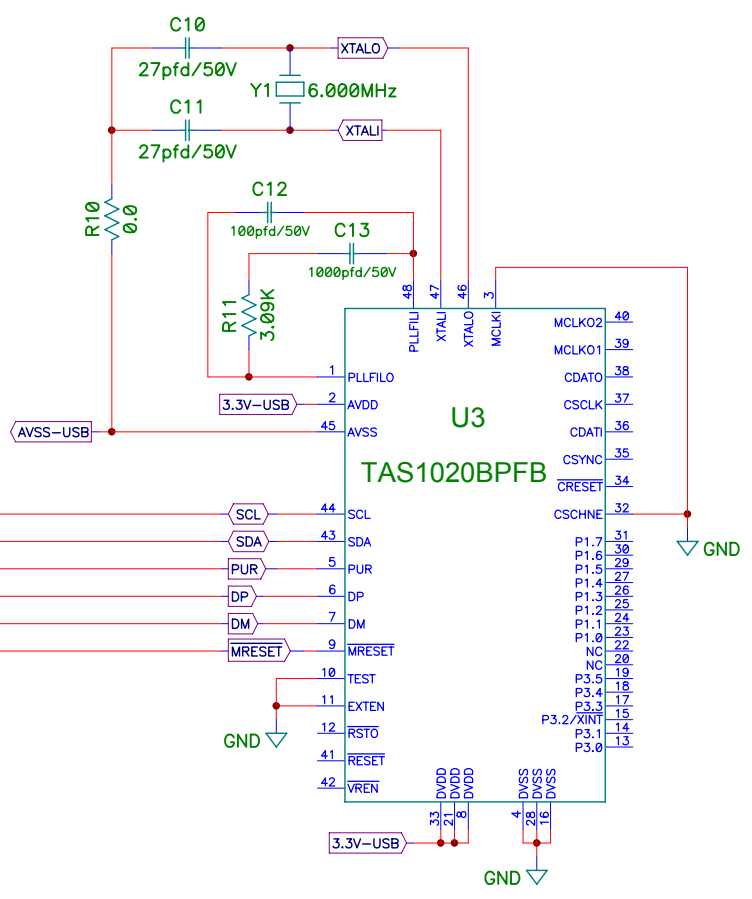 C10
27pfd/50V
XTALO
Y1
6.000MHz
C11
27pfd/50V
XTALI
R10
0.0
C12
100pfd/50V
C13
1000pfd/50V
R11
3.09K
48
47
46
3
PLLFILI
XTALI
XTALO
MCLKI
1 PLLFILO
3.3V-USB
2 AVDD
AVSS-USB
45 AVSS
U3
TAS1020BPFB
SCL
44 SCL
SDA
43 SDA
PUR
5 PUR
DP
6 DP
DM
7 DM
MRESET
9 MRESET
10 TEST
11 EXTEN
GND
12 RSTO
41 RESET
42 VREN
MCLKO2 40
MCLKO1 39
CDATO 38
CSCLK 37
CDATI 36
CSYNC 35
CRESET 34
CSCHNE 32
GND
P1.7 31
P1.6 30
P1.5 29
P1.4 27
P1.3 26
P1.2 25
P1.1 24
P1.0 23
NC 22
NC 20
P3.5 19
P3.4 18
P3.3 17
P3.2/XINT 15
P3.1 14
P3.0 13
DVDD
DVDD
DVDD
DVSS
DVSS
DVSS
33
21
8
4
28
16
3.3V-USB
GND